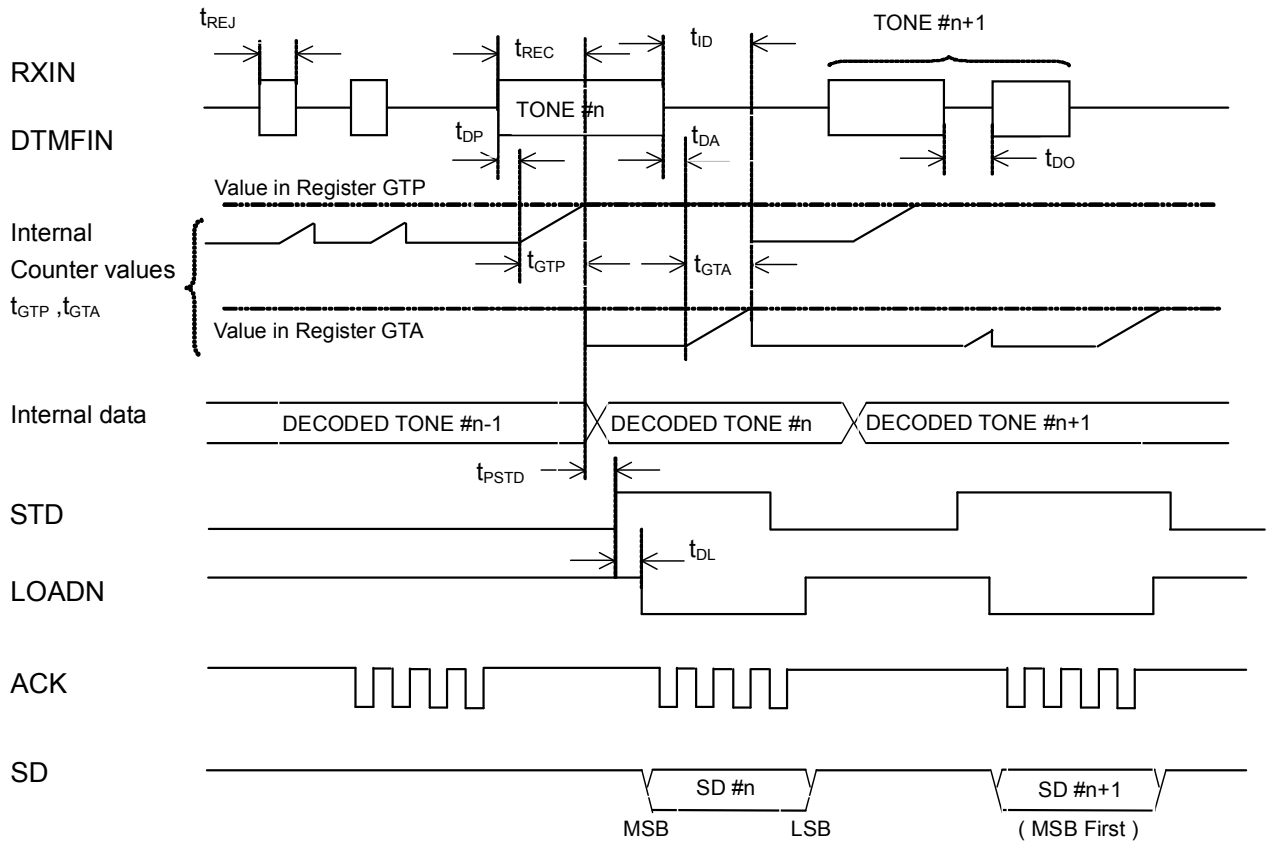 tREJ
tREC
tID
TONE #n+1
RXIN
TONE #n
DTMFIN
tDP
tDA
tDO
Value in Register GTP
Internal
Counter values
tGTP ,tGTA
tGTP
tGTA
Value in Register GTA
Internal data
DECODED TONE #n-1
DECODED TONE #n
DECODED TONE #n+1
tPSTD
STD
tDL
LOADN
ACK
SD
SD #n
SD #n+1
MSB
LSB
( MSB First )